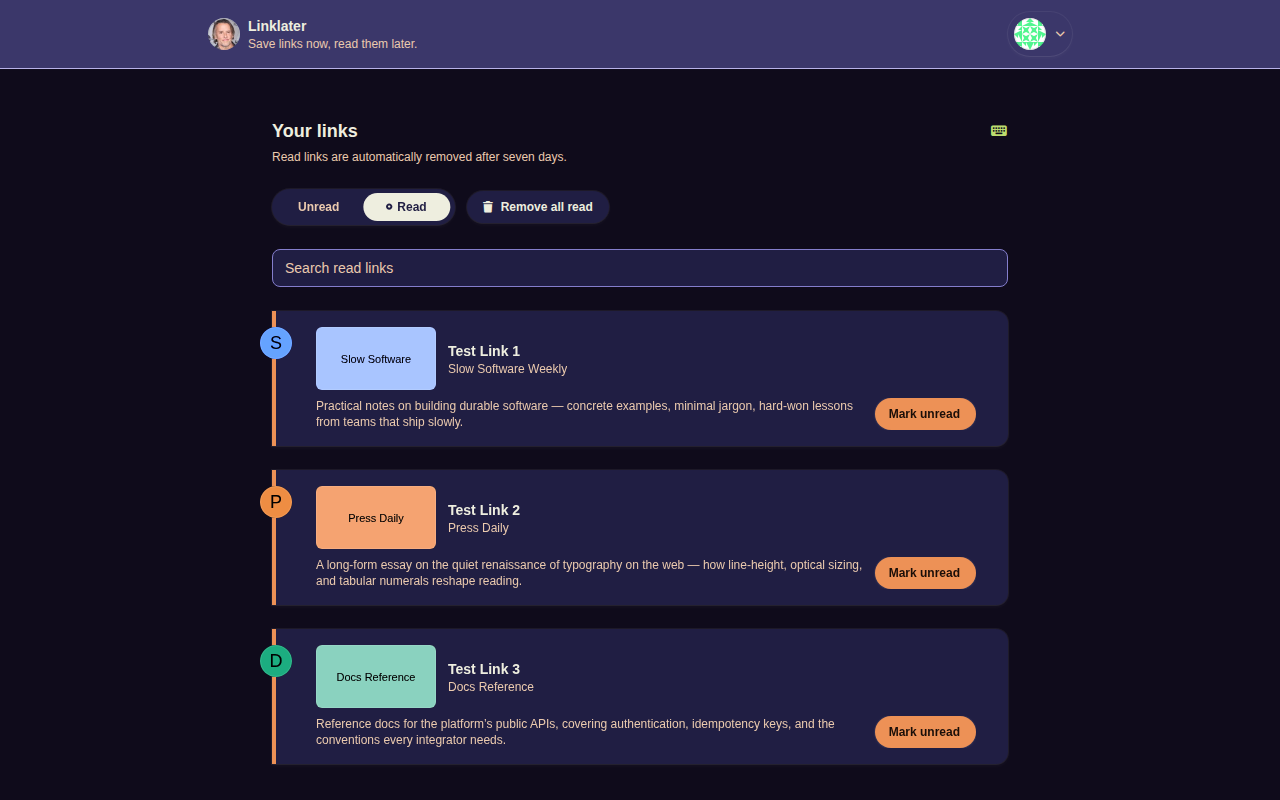 Linklater
Save links now, read them later.
Your links
Read links are automatically removed after seven days.
Unread
Read
Remove all read
Search read links
S
Slow Software
Test Link 1
Slow Software Weekly
Practical notes on building durable software — concrete examples, minimal jargon, hard-won lessons
from teams that ship slowly.
Mark unread
P
Press Daily
Test Link 2
Press Daily
A long-form essay on the quiet renaissance of typography on the web — how line-height, optical sizing,
and tabular numerals reshape reading.
Mark unread
D
Docs Reference
Test Link 3
Docs Reference
Reference docs for the platform's public APIs, covering authentication, idempotency keys, and the
conventions every integrator needs.
Mark unread